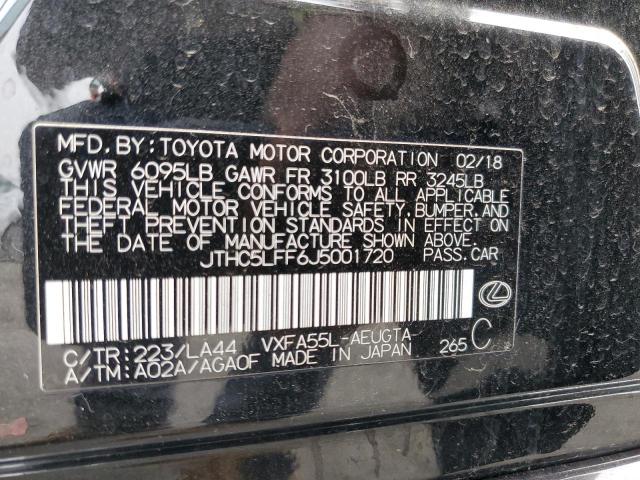 MFD. BY: TOYOTA MOTOR CORPORATION 02/18
GVWR 6095LB GAWR FR 3100LB RR 3245LB
THIS VEHICLE CONFORMS TO ALL APPLICABLE
FEDERAL MOTOR VEHICLE SAFETY, BUMPER, AND
THEFT PREVENTION STANDARDS IN EFFECT ON
THE DATE OF MANUFACTURE SHOWN ABOVE.
JTHC5LFF6J5001720 PASS. CAR
C/TR: 223/LA44 VXFA55L-AEUGTA 265 C
A/TM: A02A/AGA0F MADE IN JAPAN